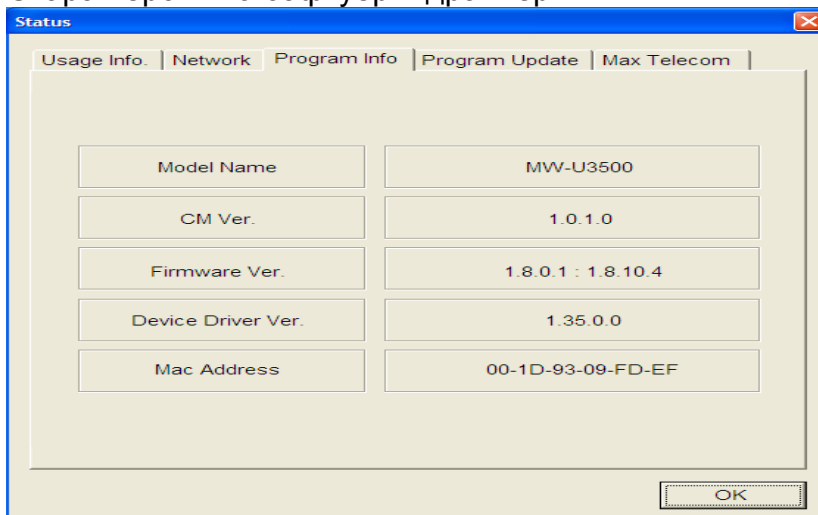 Status
Usage Info. Network Program Info Program Update Max Telecom
Model Name MW-U3500
CM Ver. 1.0.1.0
Firmware Ver. 1.8.0.1 : 1.8.10.4
Device Driver Ver. 1.35.0.0
Mac Address 00-1D-93-09-FD-EF
OK